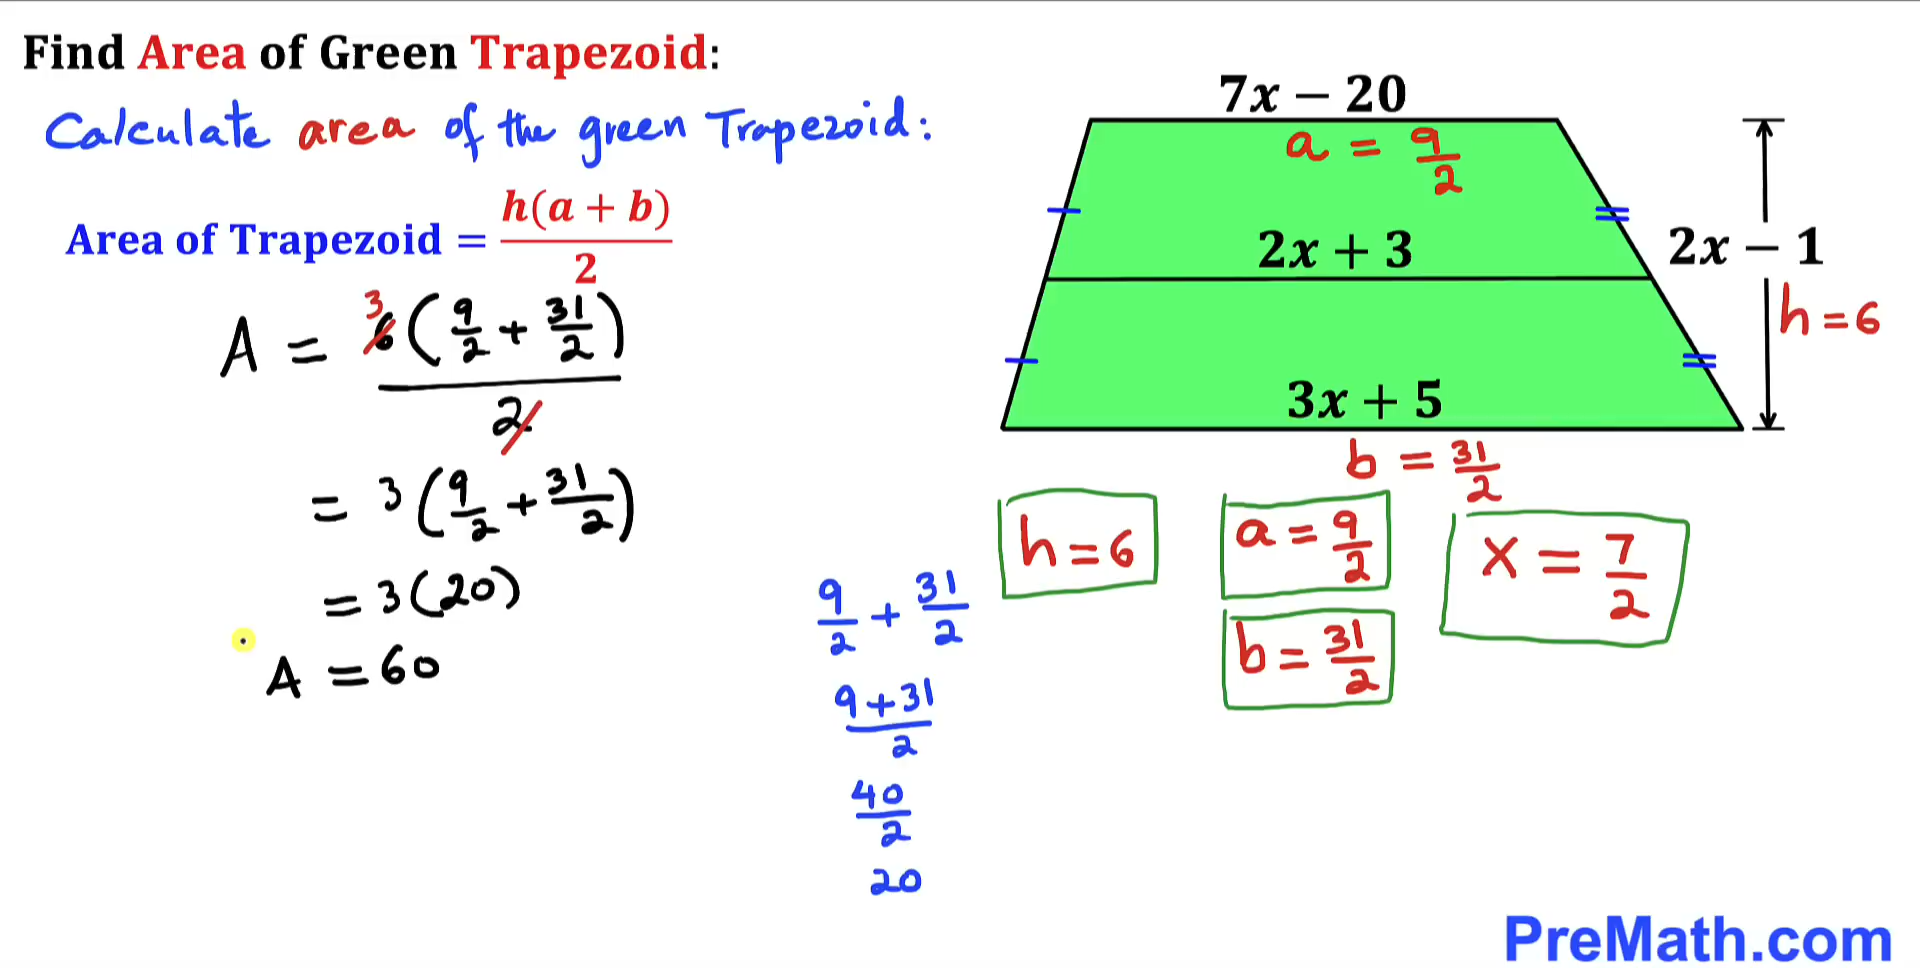 Find Area of Green Trapezoid:
Calculate area of the green Trapezoid:
Area of Trapezoid = h(a + b)/2
A = 6 3 (9/2 + 31/2)/2
= 3(9/2 + 31/2)
= 3(20)
A = 60
9/2 + 31/2
9+31/2
40/2
20
7x − 20
a = 9/2
2x + 3
2x − 1
h = 6
3x + 5
b = 31/2
h = 6
a = 9/2
b = 31/2
x = 7/2
PreMath.com